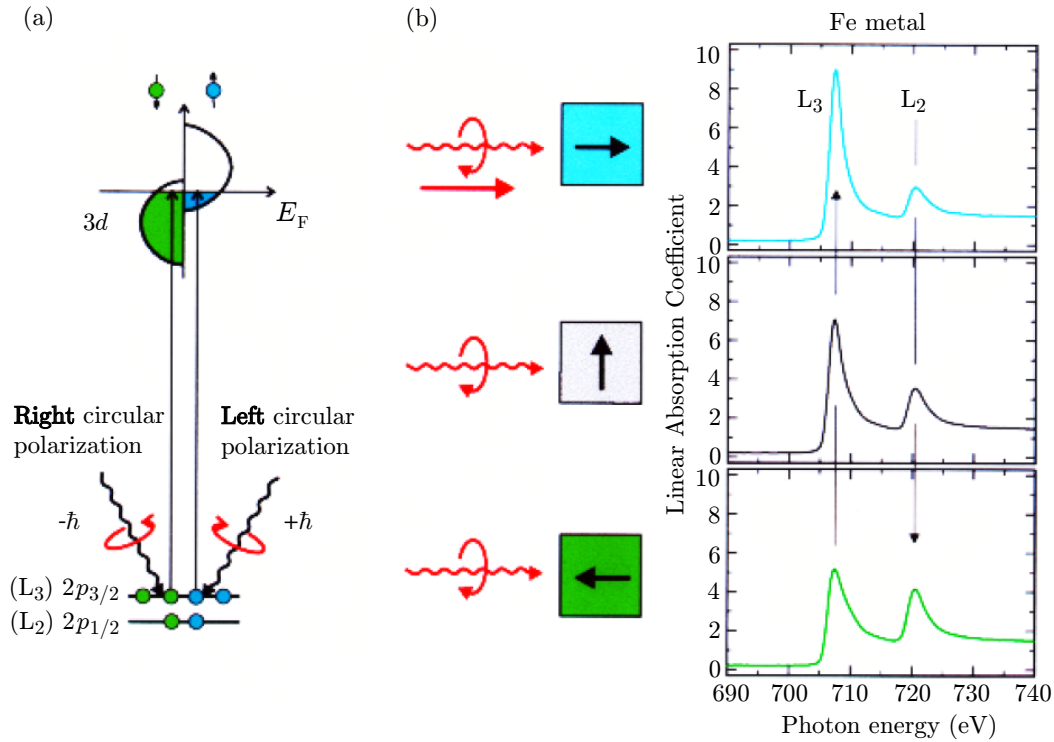 (a)
3d
E_F
Right circular
polarization
Left circular
polarization
-ħ
+ħ
(L₃) 2p₃/₂
(L₂) 2p₁/₂
(b)
Fe metal
Linear Absorption Coefficient
10
8
6
4
2
0
L₃
L₂
10
8
6
4
2
0
10
8
6
4
2
0
690 700 710 720 730 740
Photon energy (eV)